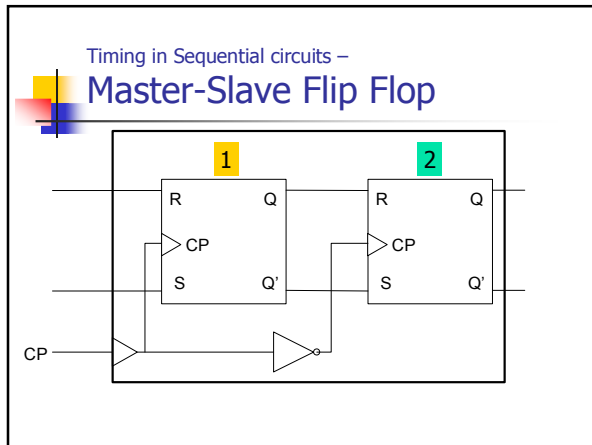 Timing in Sequential circuits –
Master-Slave Flip Flop
1
2
R Q
R Q
CP
CP
S Q'
S Q'
CP